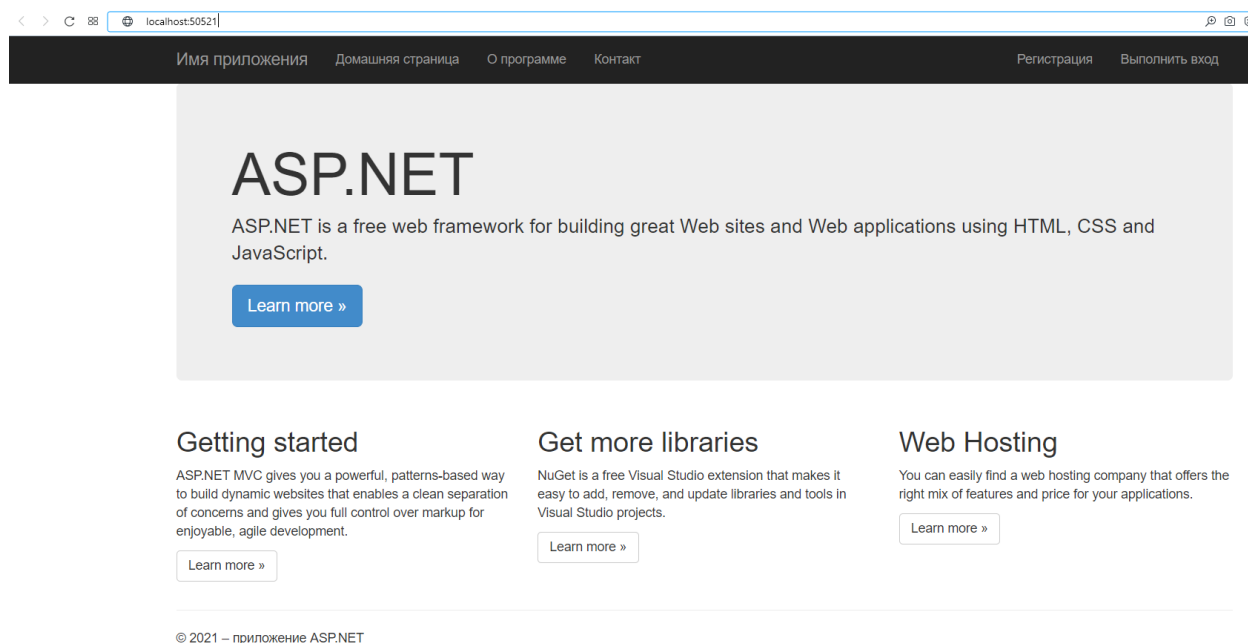 localhost:50521
Имя приложения Домашняя страница О программе Контакт Регистрация Выполнить вход
ASP.NET
ASP.NET is a free web framework for building great Web sites and Web applications using HTML, CSS and
JavaScript.
Learn more »
Getting started
ASP.NET MVC gives you a powerful, patterns-based way
to build dynamic websites that enables a clean separation
of concerns and gives you full control over markup for
enjoyable, agile development.
Learn more »
Get more libraries
NuGet is a free Visual Studio extension that makes it
easy to add, remove, and update libraries and tools in
Visual Studio projects.
Learn more »
Web Hosting
You can easily find a web hosting company that offers the
right mix of features and price for your applications.
Learn more »
© 2021 – приложение ASP.NET